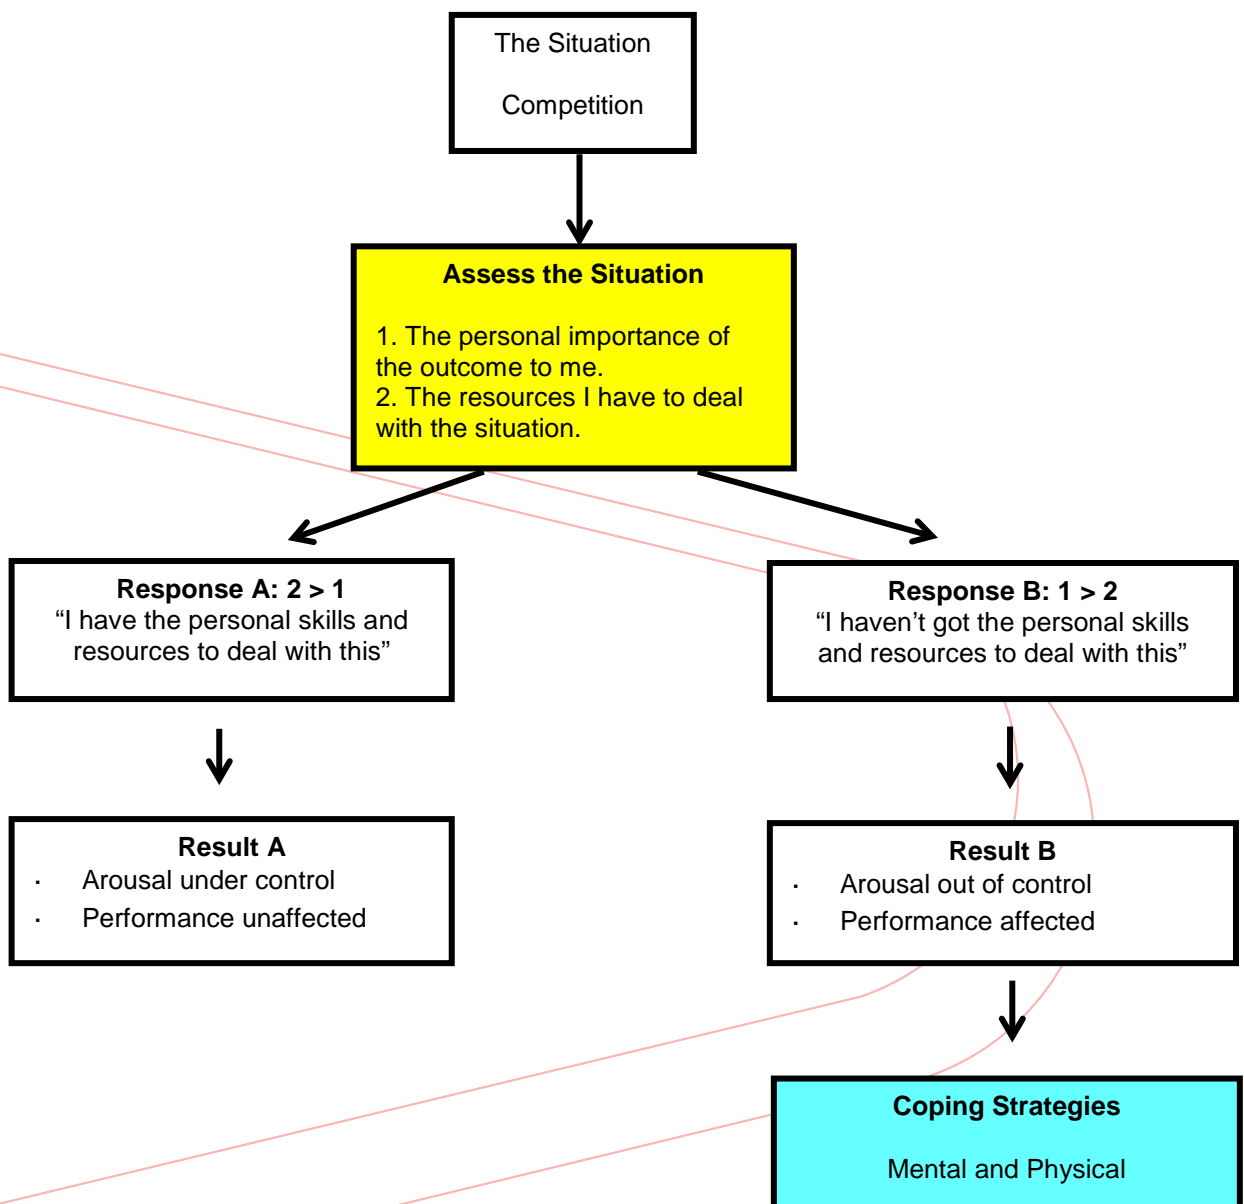 The Situation
Competition
Assess the Situation
1. The personal importance of
the outcome to me.
2. The resources I have to deal
with the situation.
Response A: 2 > 1
“I have the personal skills and
resources to deal with this”
Response B: 1 > 2
“I haven’t got the personal skills
and resources to deal with this”
Result A
· Arousal under control
· Performance unaffected
Result B
· Arousal out of control
· Performance affected
Coping Strategies
Mental and Physical